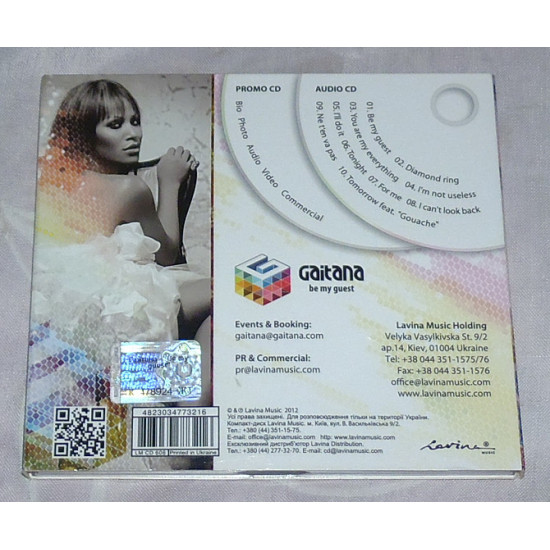 PROMO CD
Bio Photo Audio Video Commercial
AUDIO CD
01. Be my guest 02. Diamond ring
03. You are my everything 04. I'm not useless
05. I'll do it 06. Tonight 07. For me 08. I can't look back
09. Ne t'en va pas 10. Tomorrow feat. "Gouache"
Gaitana
be my guest
Events & Booking:
gaitana@gaitana.com
PR & Commercial:
pr@lavinamusic.com
Lavina Music Holding
Velyka Vasylkivska St. 9/2
ap.14, Kiev, 01004 Ukraine
Tel: +38 044 351-1575/76
Fax: +38 044 351-1576
office@lavinamusic.com
www.lavinamusic.com
4823034773216
LM CD 608 Printed in Ukraine
© & ® Lavina Music 2012
Усі права захищені. Для розповсюдження тільки на території України.
Компакт-диск Lavina Music. м. Київ, вул. В. Васильківська 9/2,
Тел.: +380 (44) 351-15-75.
E-mail: office@lavinamusic.com http: www.lavinamusic.com
Ексклюзивний дистриб'ютор Lavina Distribution,
Тел.: +380 (44) 277-32-70. E-mail: cd@lavinamusic.com
Lavina®
MUSIC